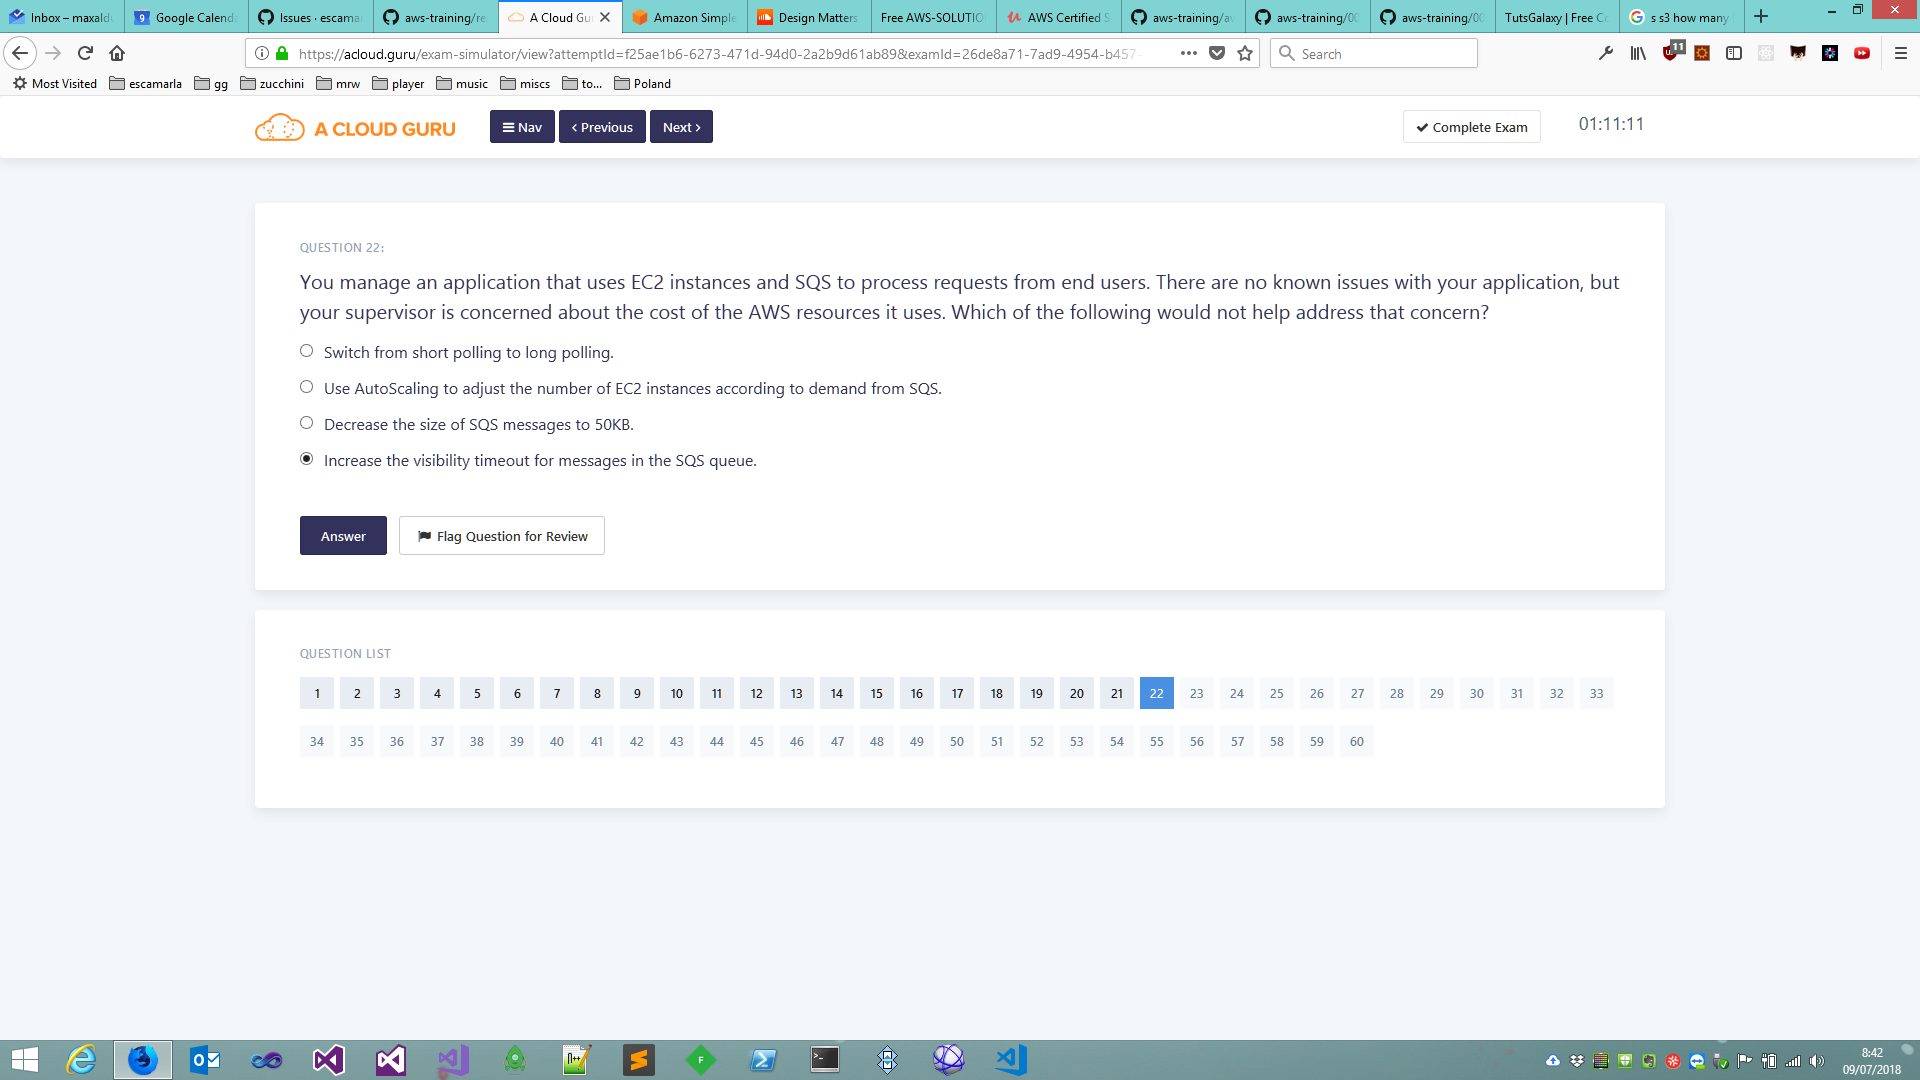 Inbox – maxald
Google Calenda
Issues · escamar
aws-training/re
A Cloud Gu
Amazon Simple
Design Matters
Free AWS-SOLUTIO
AWS Certified S
aws-training/a
aws-training/00
aws-training/00
TutsGalaxy | Free Co
s s3 how many
https://acloud.guru/exam-simulator/view?attemptId=f25ae1b6-6273-471d-94d0-2a2b9d61ab89&examId=26de8a71-7ad9-4954-b457-
Search
11
Most Visited escamarla gg zucchini mrw player music miscs to... Poland
A CLOUD GURU
Nav
Previous
Next
Complete Exam
01:11:11
QUESTION 22:
You manage an application that uses EC2 instances and SQS to process requests from end users. There are no known issues with your application, but
your supervisor is concerned about the cost of the AWS resources it uses. Which of the following would not help address that concern?
Switch from short polling to long polling.
Use AutoScaling to adjust the number of EC2 instances according to demand from SQS.
Decrease the size of SQS messages to 50KB.
Increase the visibility timeout for messages in the SQS queue.
Answer
Flag Question for Review
QUESTION LIST
1 2 3 4 5 6 7 8 9 10 11 12 13 14 15 16 17 18 19 20 21 22 23 24 25 26 27 28 29 30 31 32 33
34 35 36 37 38 39 40 41 42 43 44 45 46 47 48 49 50 51 52 53 54 55 56 57 58 59 60
8:42
09/07/2018